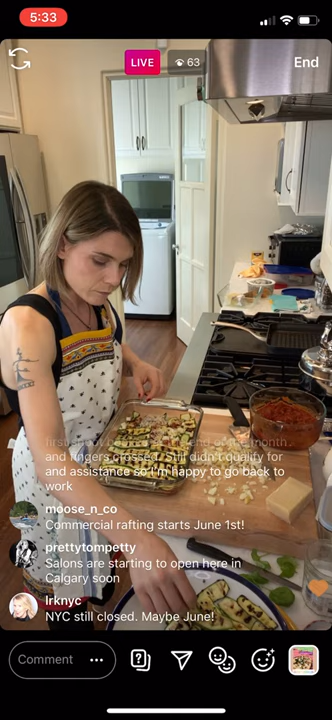 5:33
LIVE
63
End
and fingers crossed. Still didn't qualify for
and assistance so I'm happy to go back to
work
moose_n_co
Commercial rafting starts June 1st!
prettytompetty
Salons are starting to open here in
Calgary soon
lrknyc
NYC still closed. Maybe June!
Comment